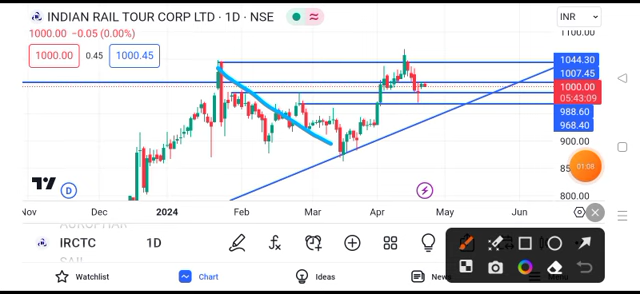 INDIAN RAIL TOUR CORP LTD · 1D · NSE
INR
1000.00 −0.05 (0.00%)
1000.00 0.45 1000.45
1100.00
1044.30
1007.45
1000.00
05:43:09
988.60
968.40
900.00
800.00
01:08
D
Nov Dec 2024 Feb Mar Apr May Jun
IRCTC 1D
Watchlist Chart Ideas News